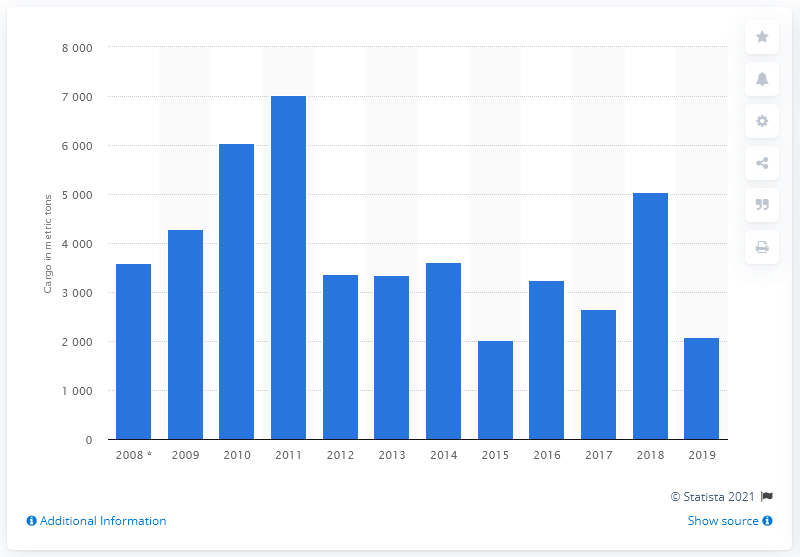 8 000
7 000
6 000
5 000
4 000
3 000
2 000
1 000
0
Cargo in metric tons
2008 * 2009 2010 2011 2012 2013 2014 2015 2016 2017 2018 2019
© Statista 2021
Additional Information
Show source